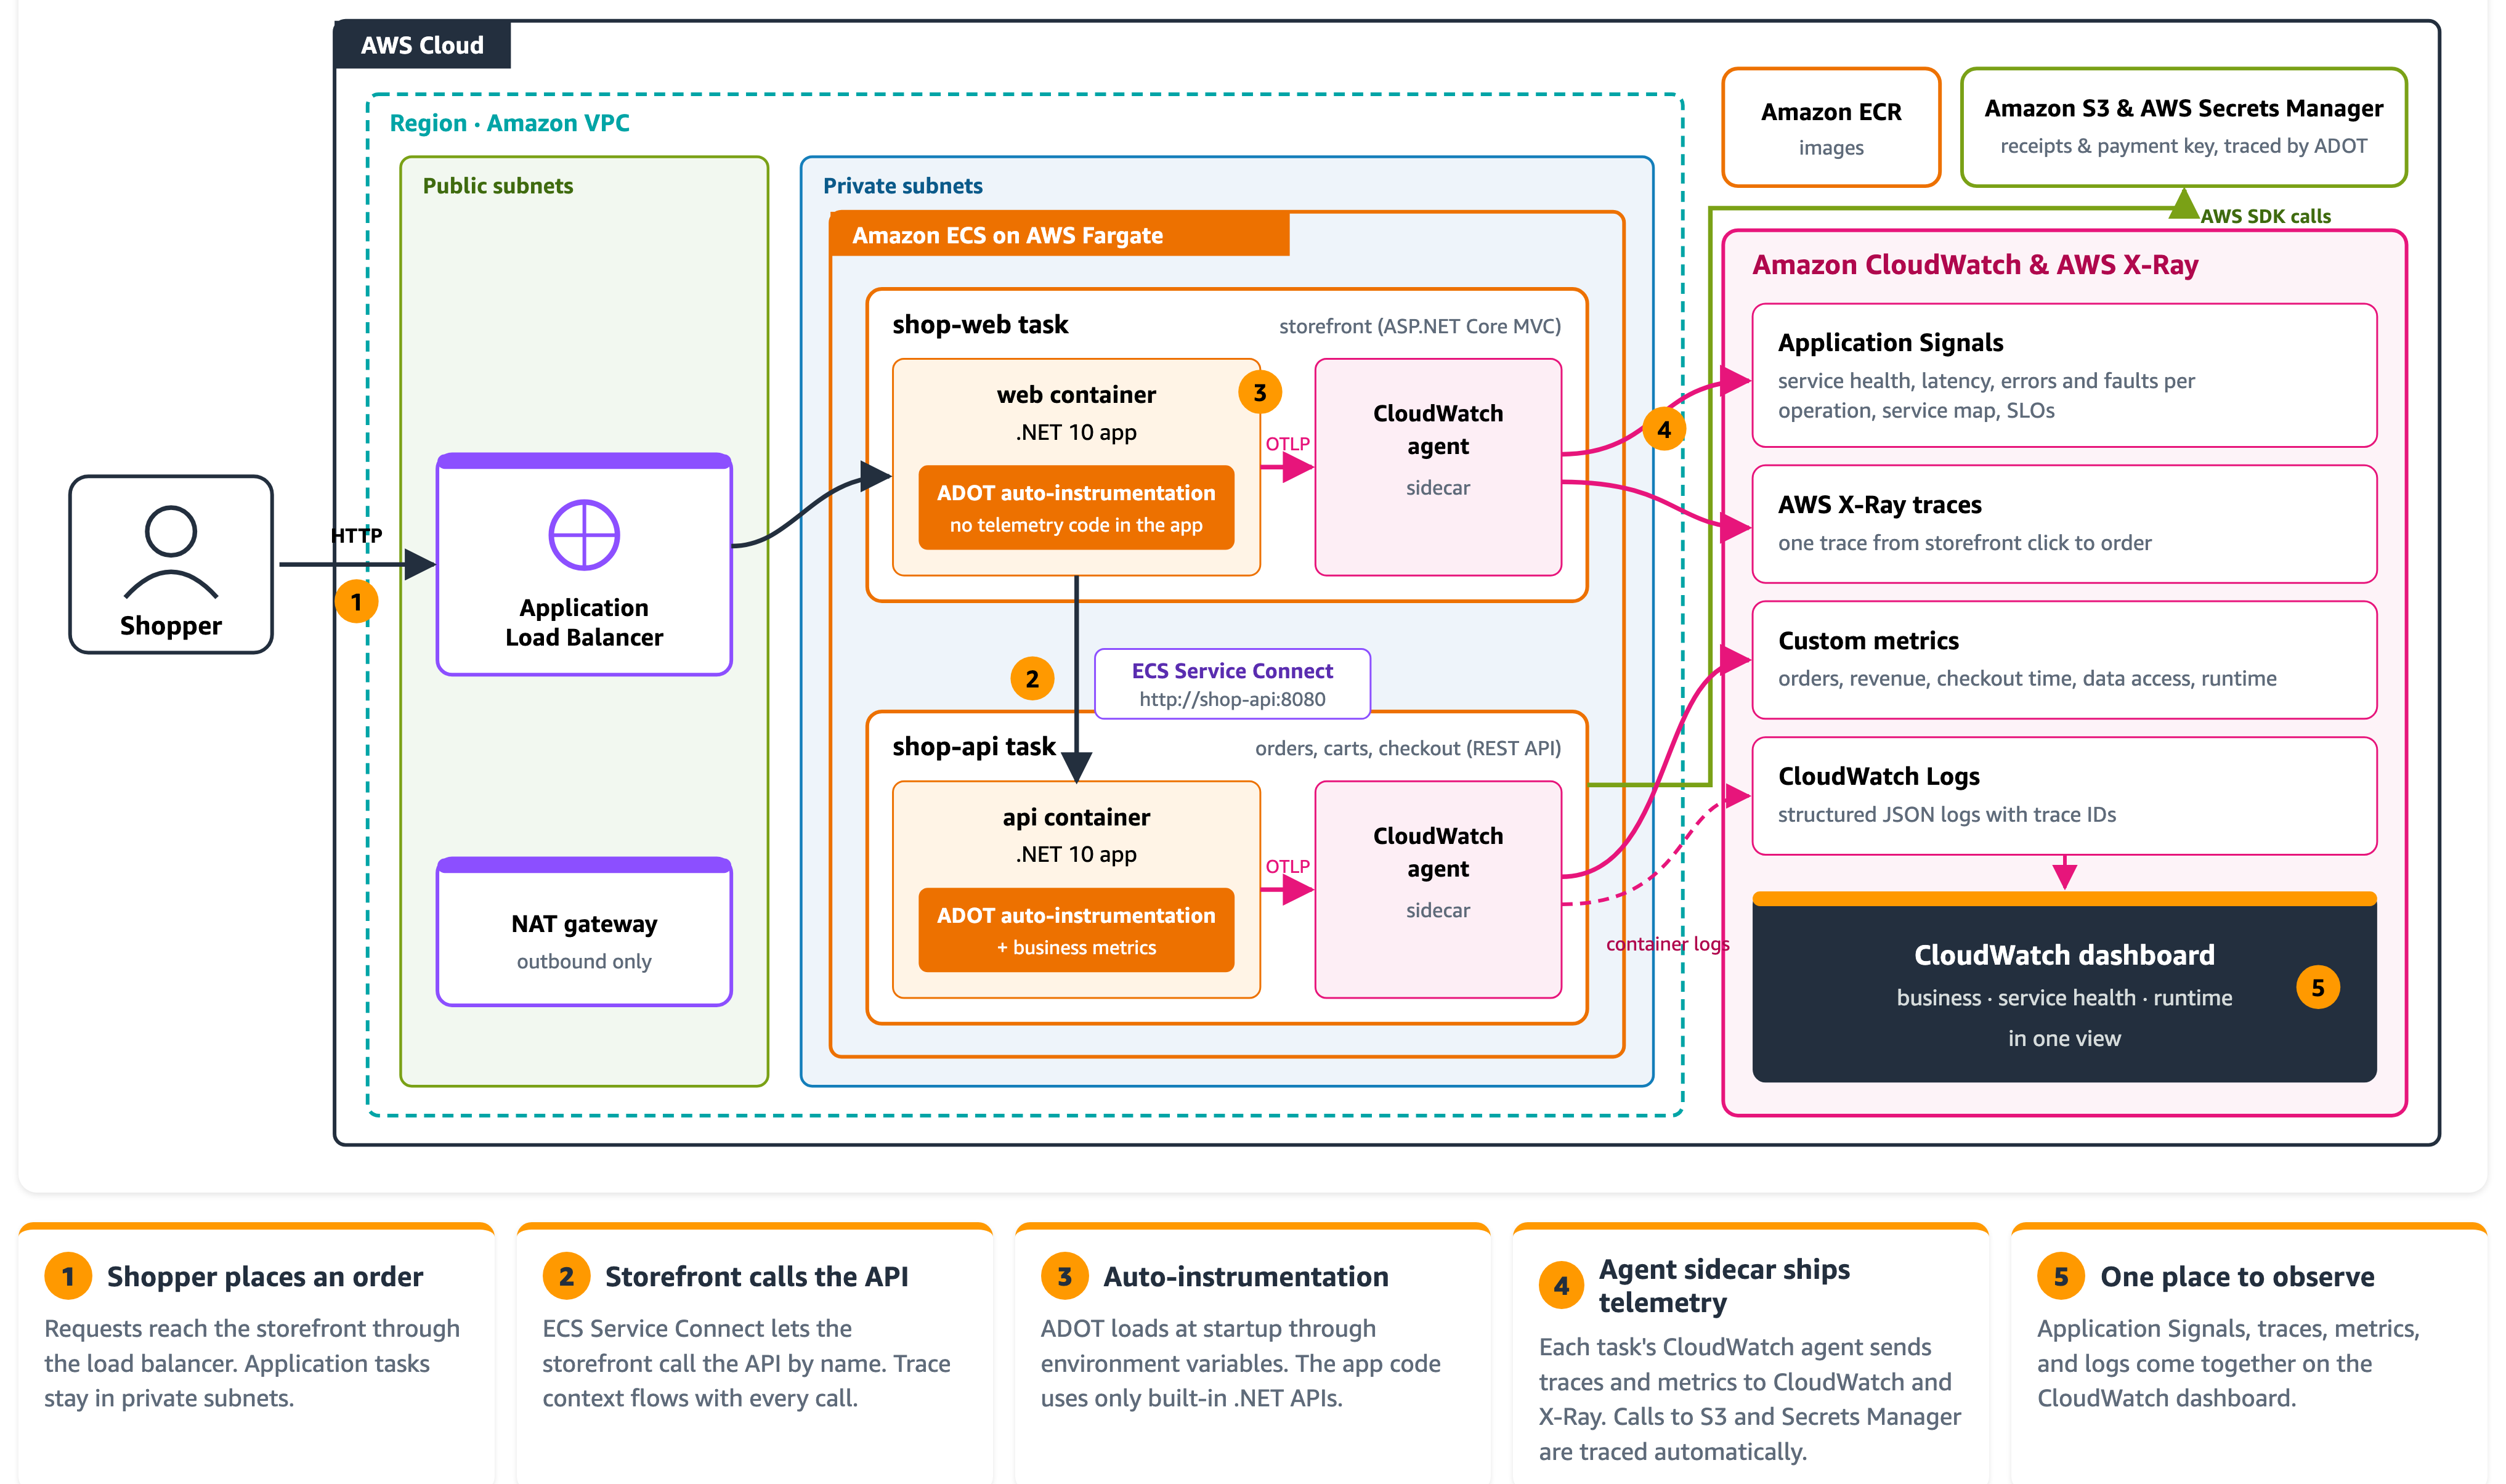 AWS Cloud
Region · Amazon VPC
Public subnets
Private subnets
Amazon ECS on AWS Fargate
Amazon ECR
images
Amazon S3 & AWS Secrets Manager
receipts & payment key, traced by ADOT
AWS SDK calls
Shopper
HTTP
1
Application
Load Balancer
NAT gateway
outbound only
shop-web task
storefront (ASP.NET Core MVC)
web container
.NET 10 app
ADOT auto-instrumentation
no telemetry code in the app
3
OTLP
CloudWatch
agent
sidecar
4
2
ECS Service Connect
http://shop-api:8080
shop-api task
orders, carts, checkout (REST API)
api container
.NET 10 app
ADOT auto-instrumentation
+ business metrics
OTLP
CloudWatch
agent
sidecar
container logs
Amazon CloudWatch & AWS X-Ray
Application Signals
service health, latency, errors and faults per
operation, service map, SLOs
AWS X-Ray traces
one trace from storefront click to order
Custom metrics
orders, revenue, checkout time, data access, runtime
CloudWatch Logs
structured JSON logs with trace IDs
CloudWatch dashboard
business · service health · runtime
in one view
5
1 Shopper places an order
Requests reach the storefront through
the load balancer. Application tasks
stay in private subnets.
2 Storefront calls the API
ECS Service Connect lets the
storefront call the API by name. Trace
context flows with every call.
3 Auto-instrumentation
ADOT loads at startup through
environment variables. The app code
uses only built-in .NET APIs.
4 Agent sidecar ships
telemetry
Each task's CloudWatch agent sends
traces and metrics to CloudWatch and
X-Ray. Calls to S3 and Secrets Manager
are traced automatically.
5 One place to observe
Application Signals, traces, metrics,
and logs come together on the
CloudWatch dashboard.